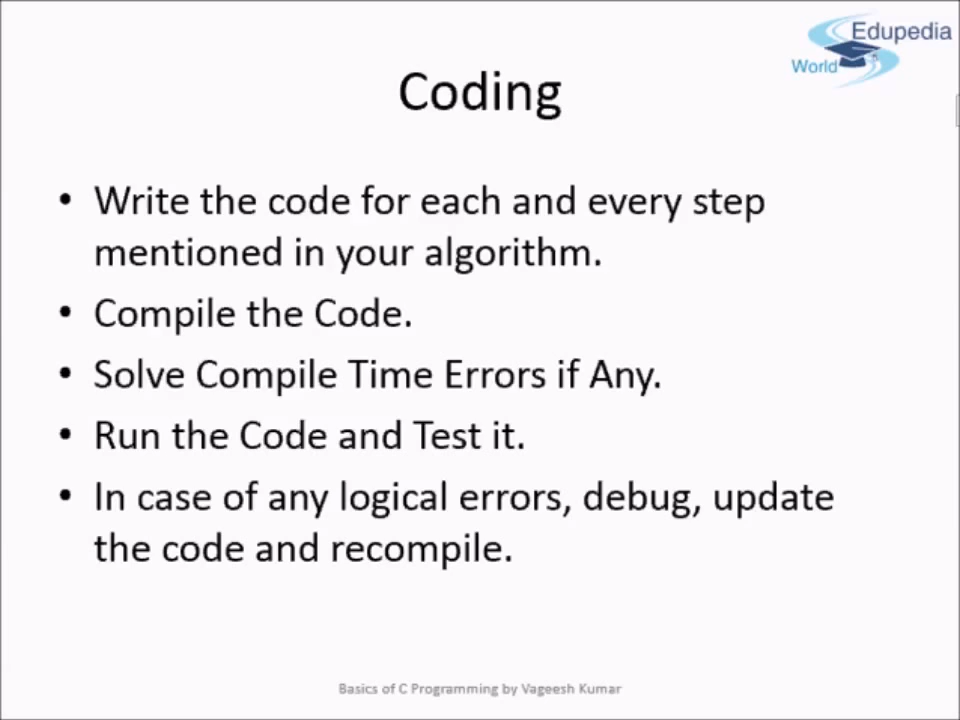 Edupedia
World
Coding
• Write the code for each and every step
mentioned in your algorithm.
• Compile the Code.
• Solve Compile Time Errors if Any.
• Run the Code and Test it.
• In case of any logical errors, debug, update
the code and recompile.
Basics of C Programming by Vageesh Kumar